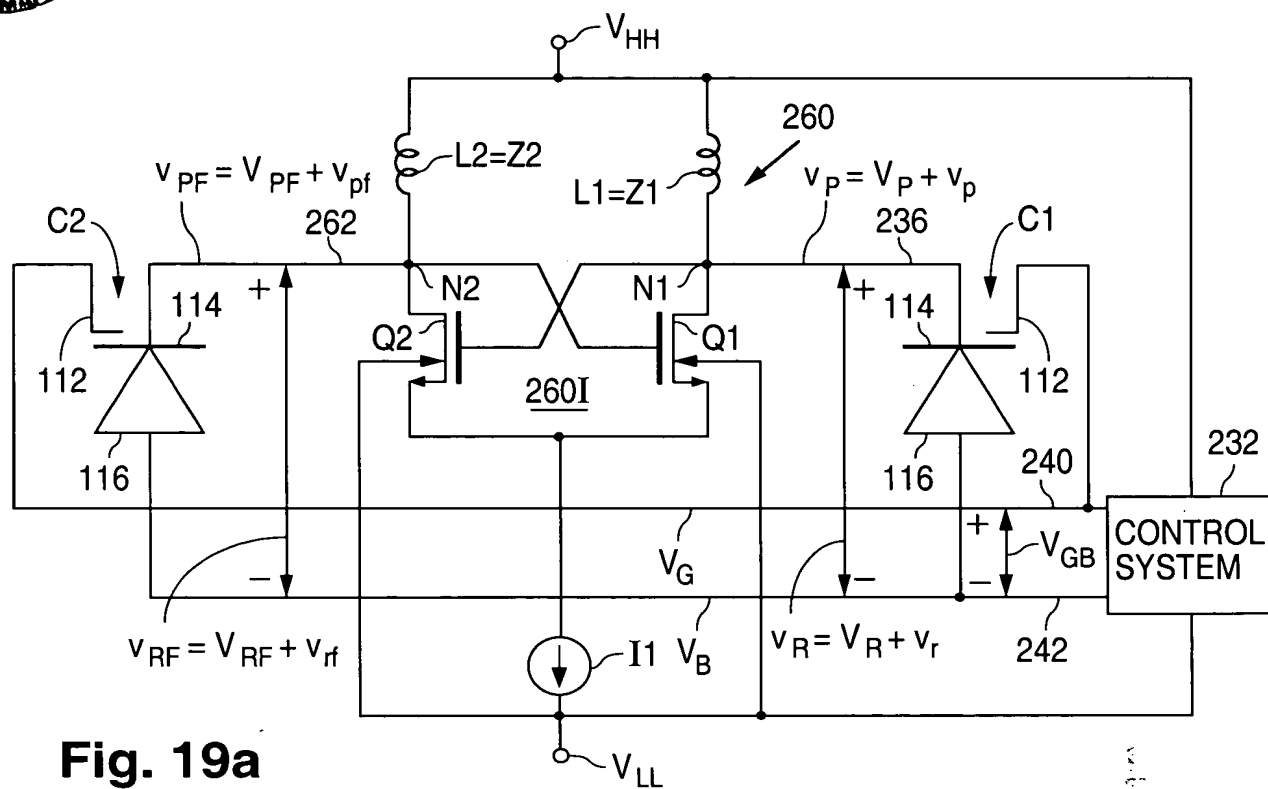 V_HH
260
L2=Z2
L1=Z1
v_PF = V_PF + v_pf
v_P = V_P + v_p
C2
262
236
C1
+
N2
N1
+
114
Q2
Q1
114
112
260I
112
116
116
240
232
V_G
+
V_GB
CONTROL
SYSTEM
−
−
−
v_RF = V_RF + v_rf
I1
V_B
v_R = V_R + v_r
242
Fig. 19a
V_LL